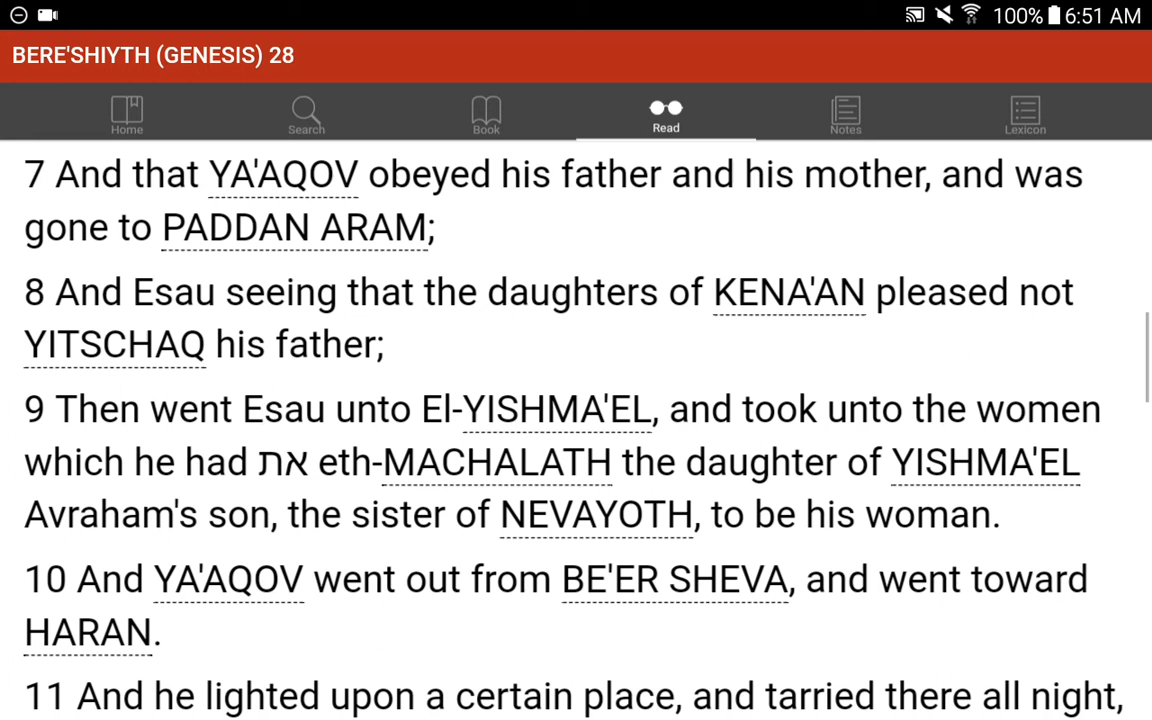 100% 6:51 AM
BERE'SHIYTH (GENESIS) 28
Home Search Book Read Notes Lexicon
7 And that YA'AQOV obeyed his father and his mother, and was
gone to PADDAN ARAM;
8 And Esau seeing that the daughters of KENA'AN pleased not
YITSCHAQ his father;
9 Then went Esau unto El-YISHMA'EL, and took unto the women
which he had את eth-MACHALATH the daughter of YISHMA'EL
Avraham's son, the sister of NEVAYOTH, to be his woman.
10 And YA'AQOV went out from BE'ER SHEVA, and went toward
HARAN.
11 And he lighted upon a certain place, and tarried there all night,